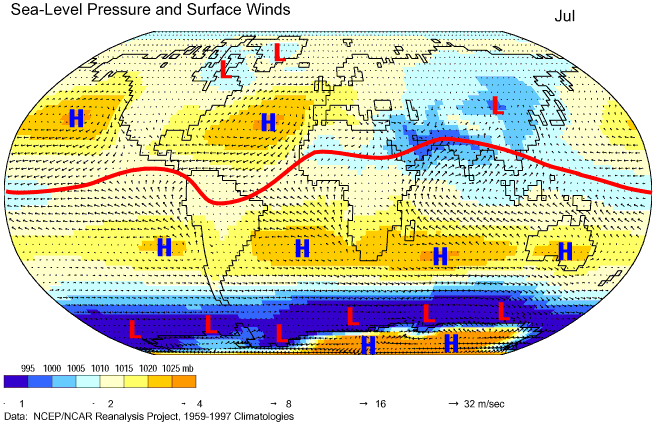 Sea-Level Pressure and Surface Winds
Jul
L
L
H
H
L
H
H
H
H
L
L
L
L
L
L
H
H
995 1000 1005 1010 1015 1020 1025 mb
1 2 4 8 16 32 m/sec
Data: NCEP/NCAR Reanalysis Project, 1959-1997 Climatologies